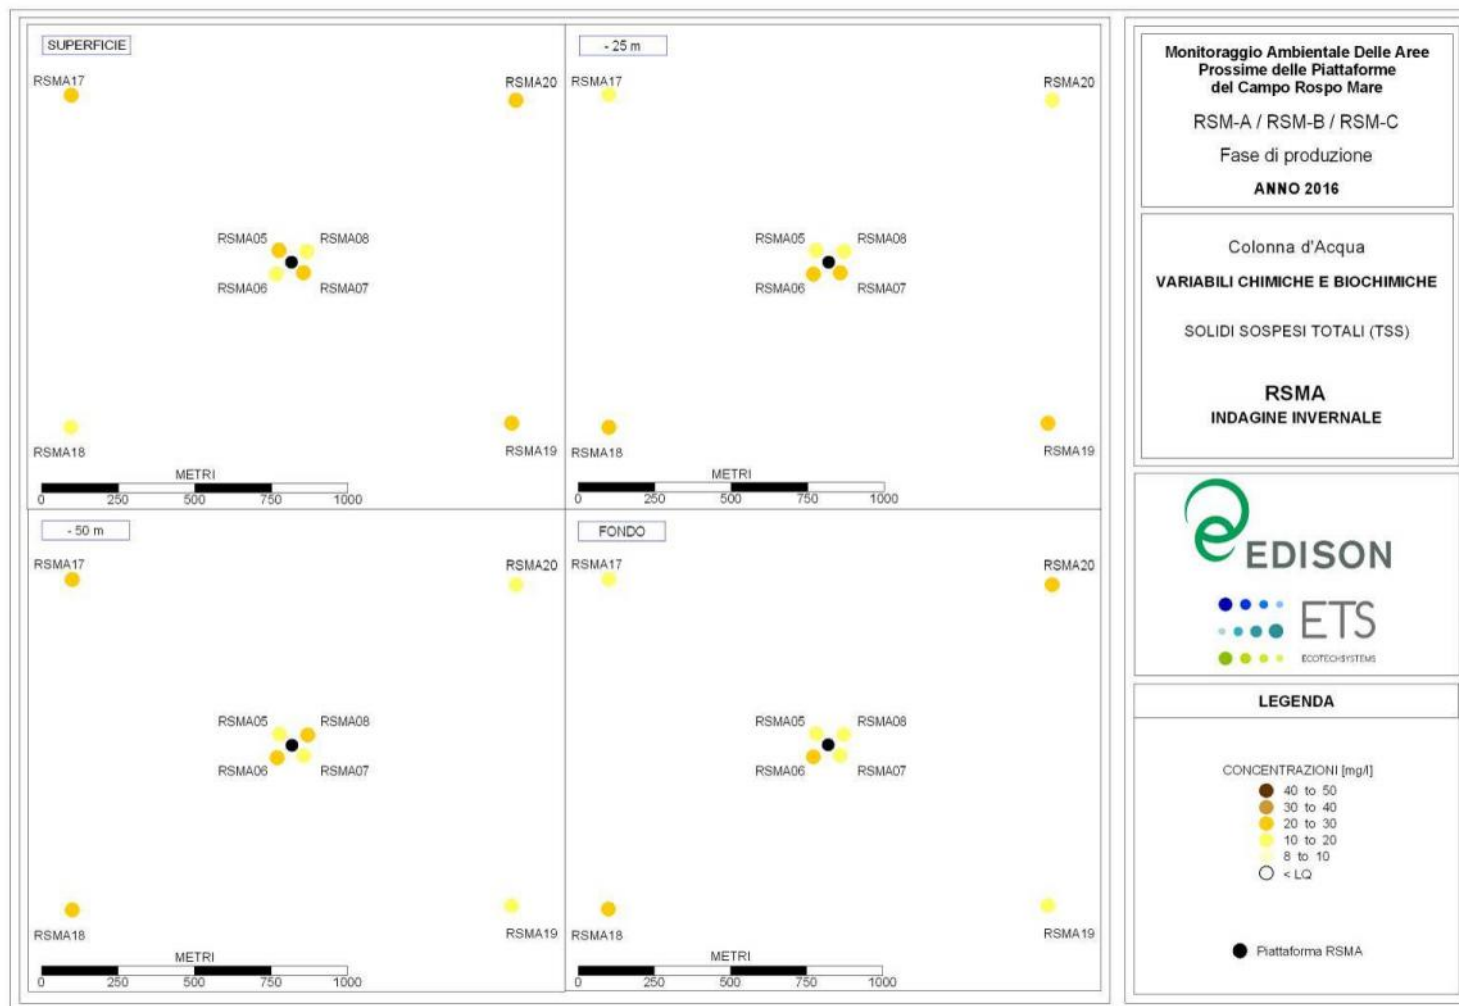 SUPERFICIE
RSMA17
RSMA20
RSMA05
RSMA08
RSMA06
RSMA07
RSMA18
RSMA19
METRI
0 250 500 750 1000
- 25 m
RSMA17
RSMA20
RSMA05
RSMA08
RSMA06
RSMA07
RSMA18
RSMA19
METRI
0 250 500 750 1000
- 50 m
RSMA17
RSMA20
RSMA05
RSMA08
RSMA06
RSMA07
RSMA18
RSMA19
METRI
0 250 500 750 1000
FONDO
RSMA17
RSMA20
RSMA05
RSMA08
RSMA06
RSMA07
RSMA18
RSMA19
METRI
0 250 500 750 1000
Monitoraggio Ambientale Delle Aree
Prossime delle Piattaforme
del Campo Rospo Mare
RSM-A / RSM-B / RSM-C
Fase di produzione
ANNO 2016
Colonna d'Acqua
VARIABILI CHIMICHE E BIOCHIMICHE
SOLIDI SOSPESI TOTALI (TSS)
RSMA
INDAGINE INVERNALE
EDISON
ETS
ECOTECHSYSTEMS
LEGENDA
CONCENTRAZIONI [mg/l]
40 to 50
30 to 40
20 to 30
10 to 20
8 to 10
< LQ
Piattaforma RSMA